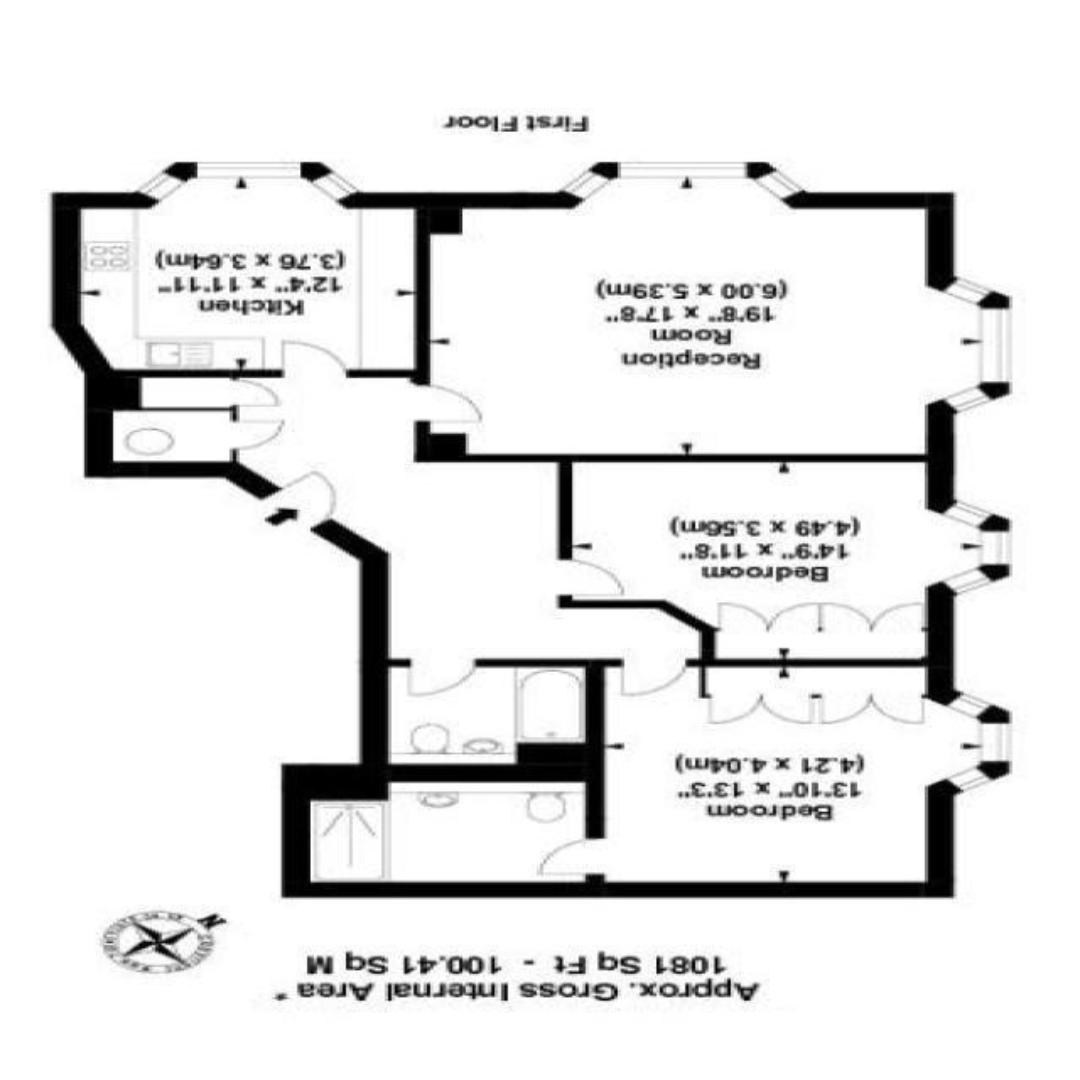 Approx. Gross Internal Area *
1081 Sq Ft - 100.41 Sq M
N
Bedroom
13'10" x 13'3"
(4.21 x 4.04m)
Bedroom
14'9" x 11'8"
(4.49 x 3.56m)
Reception
Room
19'8" x 17'8"
(6.00 x 5.39m)
Kitchen
12'4" x 11'11"
(3.76 x 3.64m)
First Floor